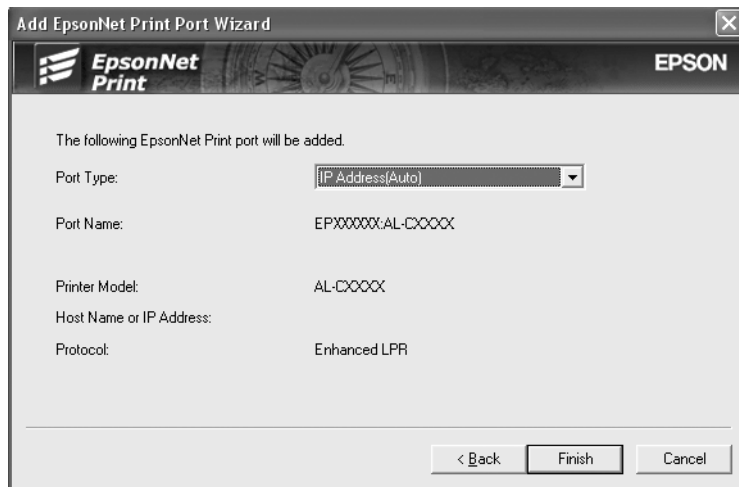 Add EpsonNet Print Port Wizard
EpsonNet Print
EPSON
The following EpsonNet Print port will be added.
Port Type: IP Address(Auto)
Port Name: EPXXXXXX:AL-CXXXX
Printer Model: AL-CXXXX
Host Name or IP Address:
Protocol: Enhanced LPR
< Back Finish Cancel